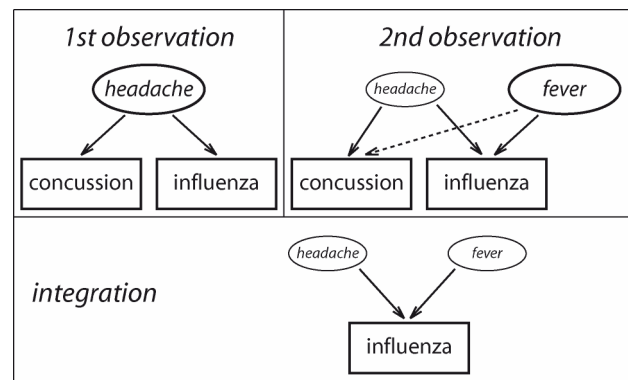 1st observation
headache
concussion
influenza
2nd observation
headache
fever
concussion
influenza
integration
headache
fever
influenza